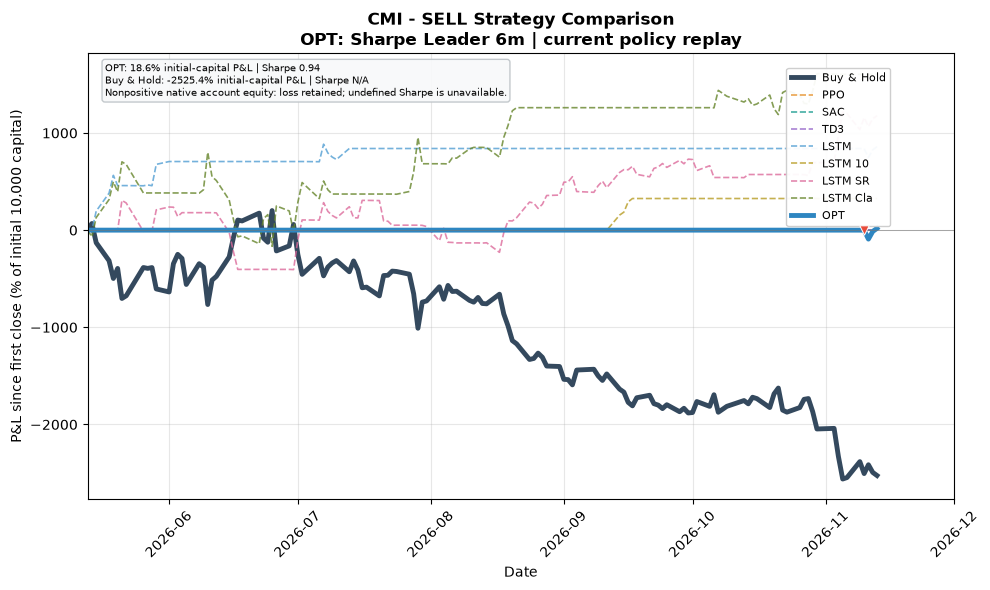 CMI - SELL Strategy Comparison
OPT: Sharpe Leader 6m | current policy replay
OPT: 18.6% initial-capital P&L | Sharpe 0.94
Buy & Hold: -2525.4% initial-capital P&L | Sharpe N/A
Nonpositive native account equity: loss retained; undefined Sharpe is unavailable.
Buy & Hold
PPO
SAC
TD3
LSTM
LSTM 10
LSTM SR
LSTM Cla
OPT
P&L since first close (% of initial 10,000 capital)
1000
0
−1000
−2000
2026-06
2026-07
2026-08
2026-09
2026-10
2026-11
2026-12
Date